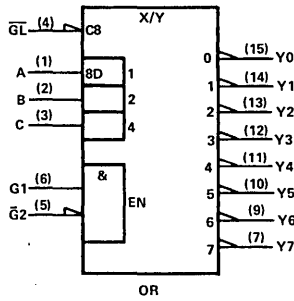 X/Y
G̅L̅ (4) C8
A (1) 8D 1
B (2) 2
C (3) 4
&
G1 (6)
EN
G̅2 (5)
0 (15) Y0
1 (14) Y1
2 (13) Y2
3 (12) Y3
4 (11) Y4
5 (10) Y5
6 (9) Y6
7 (7) Y7
OR